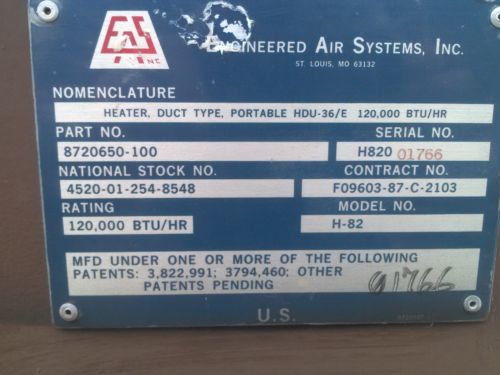 EAS
INC
ENGINEERED AIR SYSTEMS, INC.
ST. LOUIS, MO 63132
NOMENCLATURE
HEATER, DUCT TYPE, PORTABLE HDU-36/E 120,000 BTU/HR
PART NO. SERIAL NO.
8720650-100 H820 01766
NATIONAL STOCK NO. CONTRACT NO.
4520-01-254-8548 F09603-87-C-2103
RATING MODEL NO.
120,000 BTU/HR H-82
MFD UNDER ONE OR MORE OF THE FOLLOWING
PATENTS: 3,822,991; 3794,460; OTHER
PATENTS PENDING 01766
U.S.